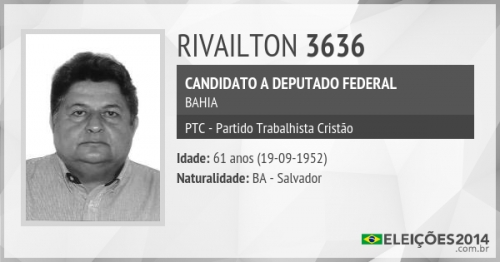 RIVAILTON 3636
CANDIDATO A DEPUTADO FEDERAL
BAHIA
PTC - Partido Trabalhista Cristão
Idade: 61 anos (19-09-1952)
Naturalidade: BA - Salvador
ELEIÇÕES2014
.com.br